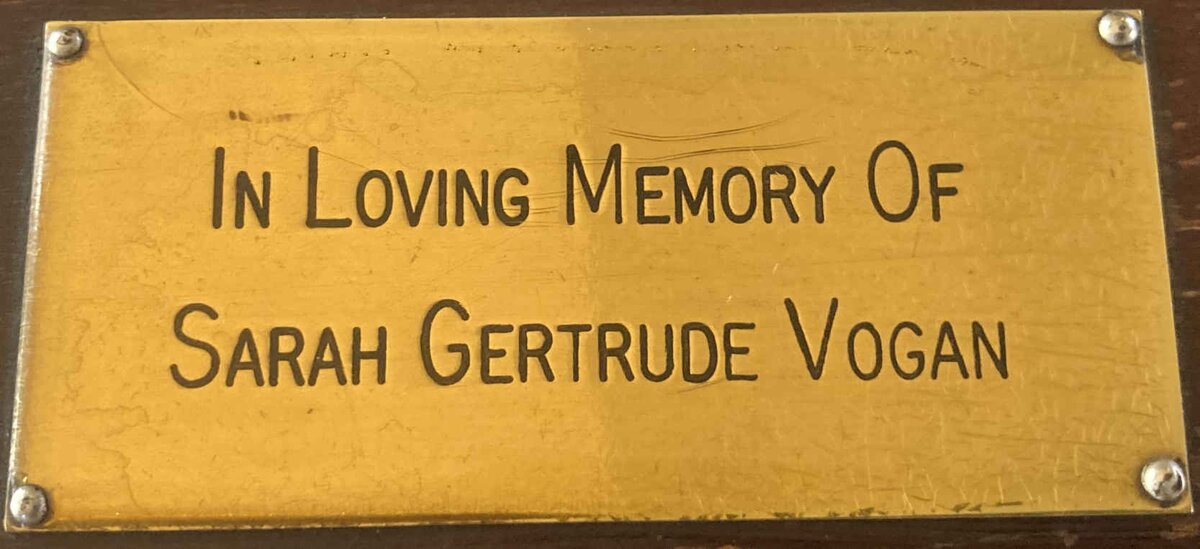 In Loving Memory Of
Sarah Gertrude Vogan